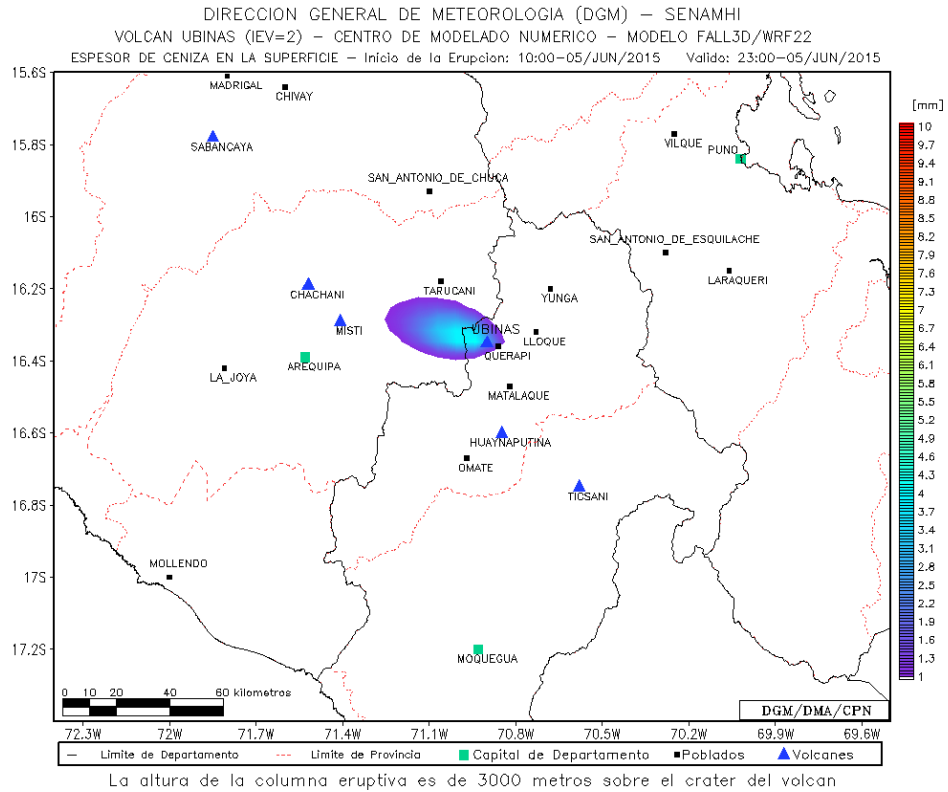 DIRECCION GENERAL DE METEOROLOGIA (DGM) – SENAMHI
VOLCAN UBINAS (IEV=2) – CENTRO DE MODELADO NUMERICO – MODELO FALL3D/WRF22
ESPESOR DE CENIZA EN LA SUPERFICIE – Inicio de la Erupcion: 10:00–05/JUN/2015 Valido: 23:00–05/JUN/2015
15.6S
MADRIGAL
CHIVAY
[mm]
10
9.7
9.4
9.1
8.8
8.5
8.2
7.9
7.6
7.3
7
6.7
6.4
6.1
5.8
5.5
5.2
4.9
4.6
4.3
4
3.7
3.4
3.1
2.8
2.5
2.2
1.9
1.6
1.3
1
SABANCAYA
15.8S
VILQUE
PUNO
SAN_ANTONIO_DE_CHUCA
16S
SAN_ANTONIO_DE_ESQUILACHE
LARAQUERI
16.2S
CHACHANI
TARUCANI
YUNGA
MISTI
UBINAS
LLOQUE
QUERAPI
16.4S
AREQUIPA
LA_JOYA
MATALAQUE
16.6S
HUAYNAPUTINA
OMATE
16.8S
TICSANI
MOLLENDO
17S
17.2S
MOQUEGUA
0 10 20 40 60 kilometros
DGM/DMA/CPN
72.3W 72W 71.7W 71.4W 71.1W 70.8W 70.5W 70.2W 69.9W 69.6W
Limite de Departamento Limite de Provincia Capital de Departamento Poblados Volcanes
La altura de la columna eruptiva es de 3000 metros sobre el crater del volcan